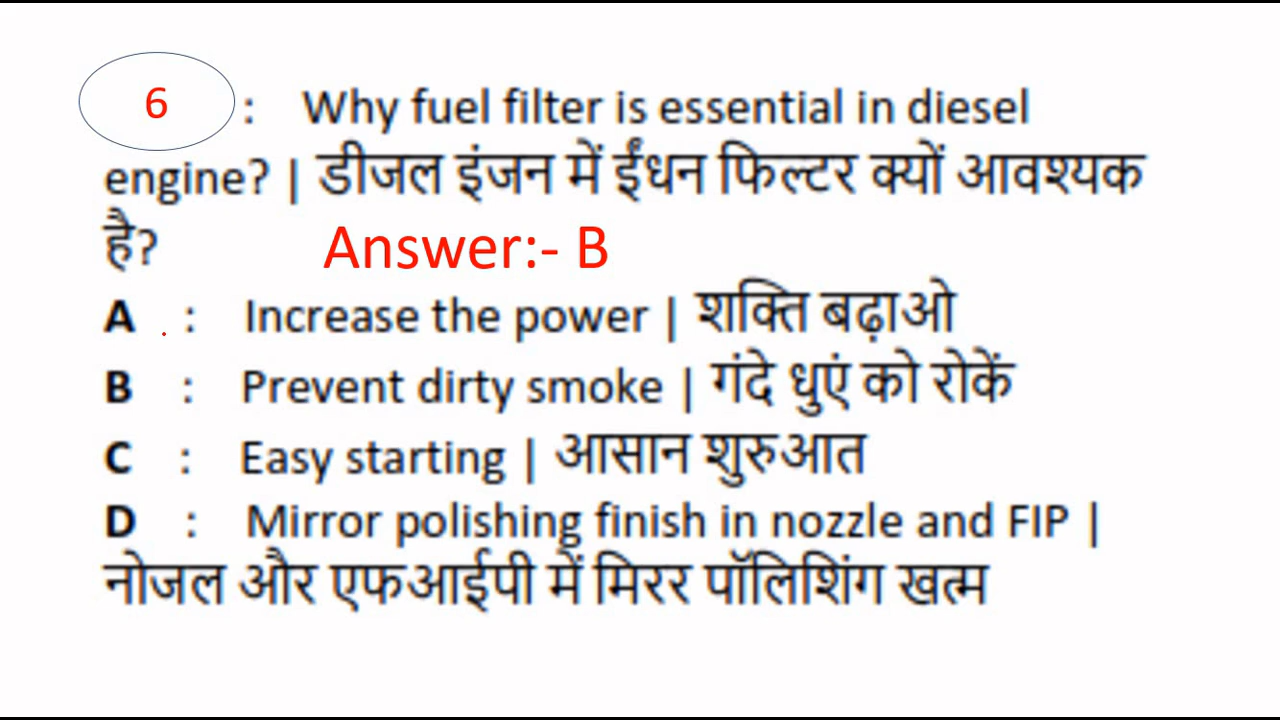 6 : Why fuel filter is essential in diesel
engine? | डीजल इंजन में ईंधन फिल्टर क्यों आवश्यक
है? Answer:- B
A : Increase the power | शक्ति बढ़ाओ
B : Prevent dirty smoke | गंदे धुएं को रोकें
C : Easy starting | आसान शुरुआत
D : Mirror polishing finish in nozzle and FIP |
नोजल और एफआईपी में मिरर पॉलिशिंग खत्म